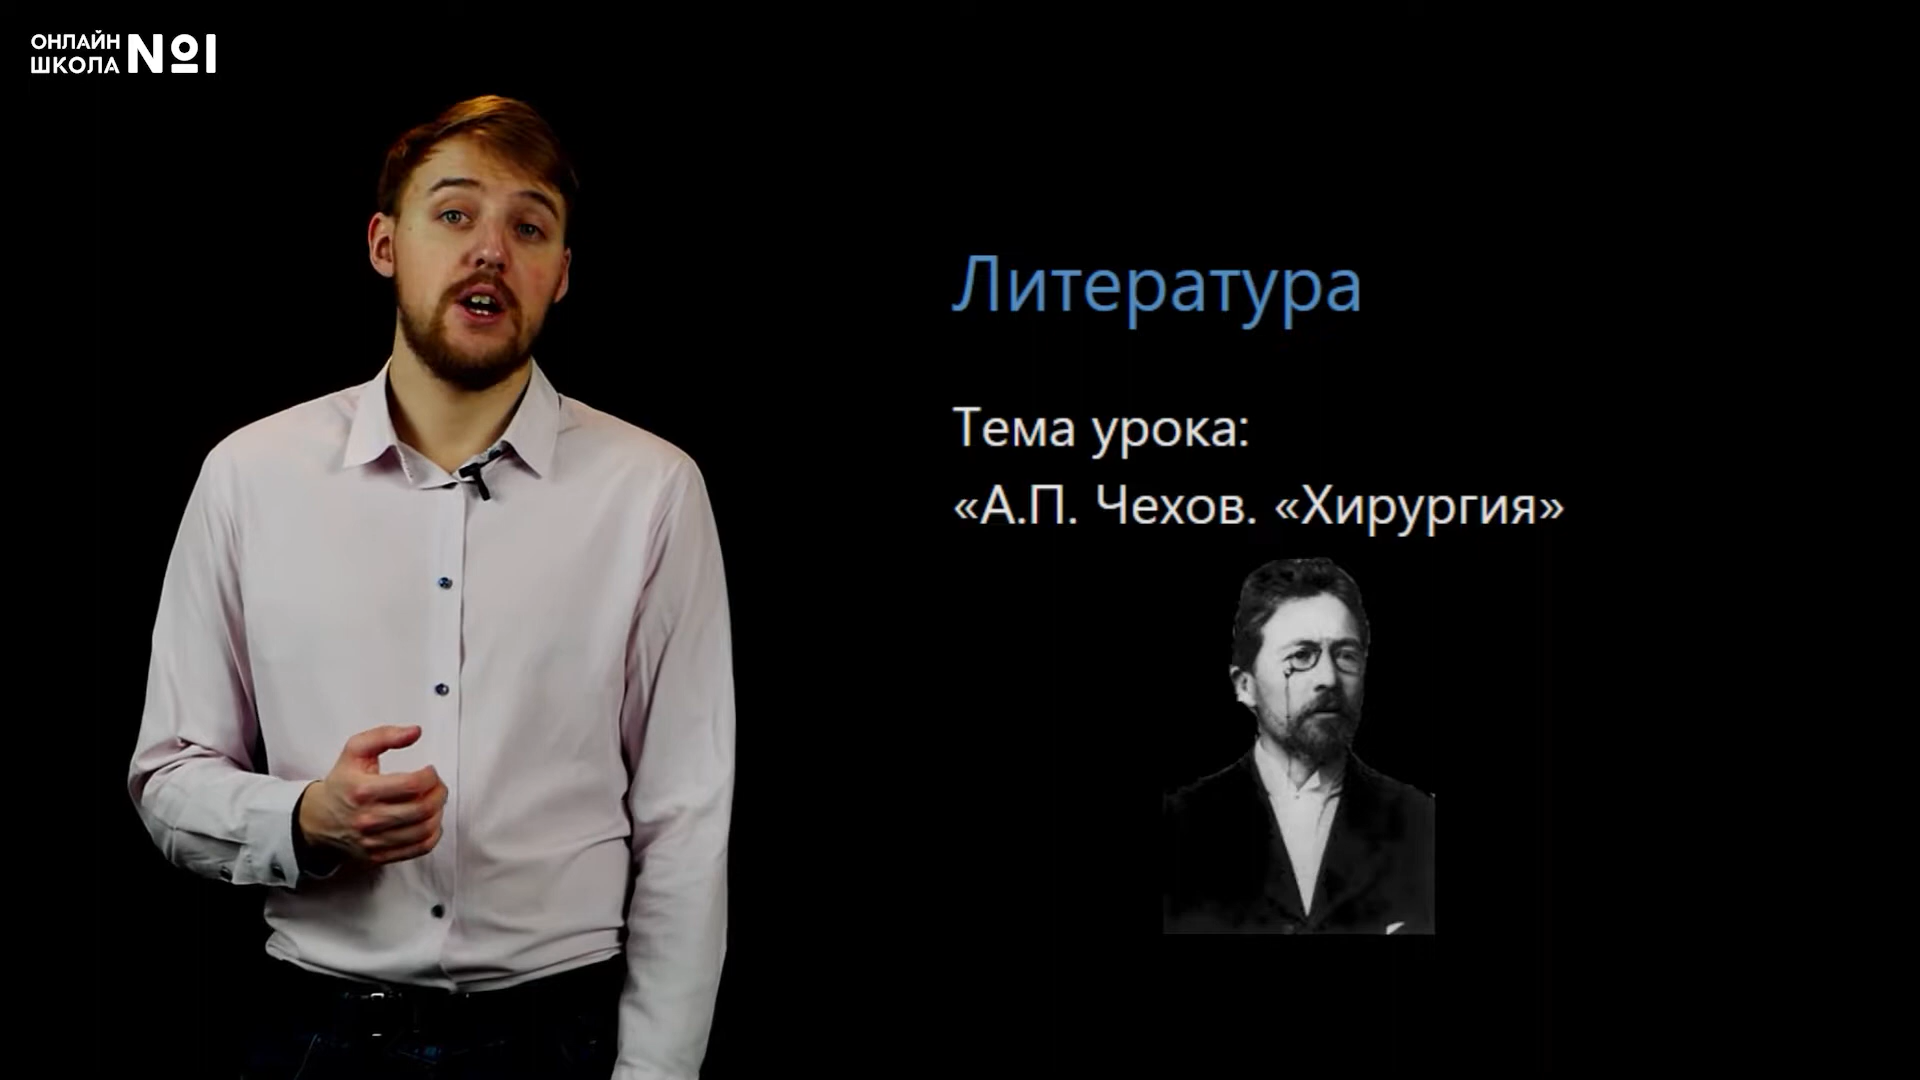 ОНЛАЙН
ШКОЛА №1
Литература
Тема урока:
«А.П. Чехов. «Хирургия»